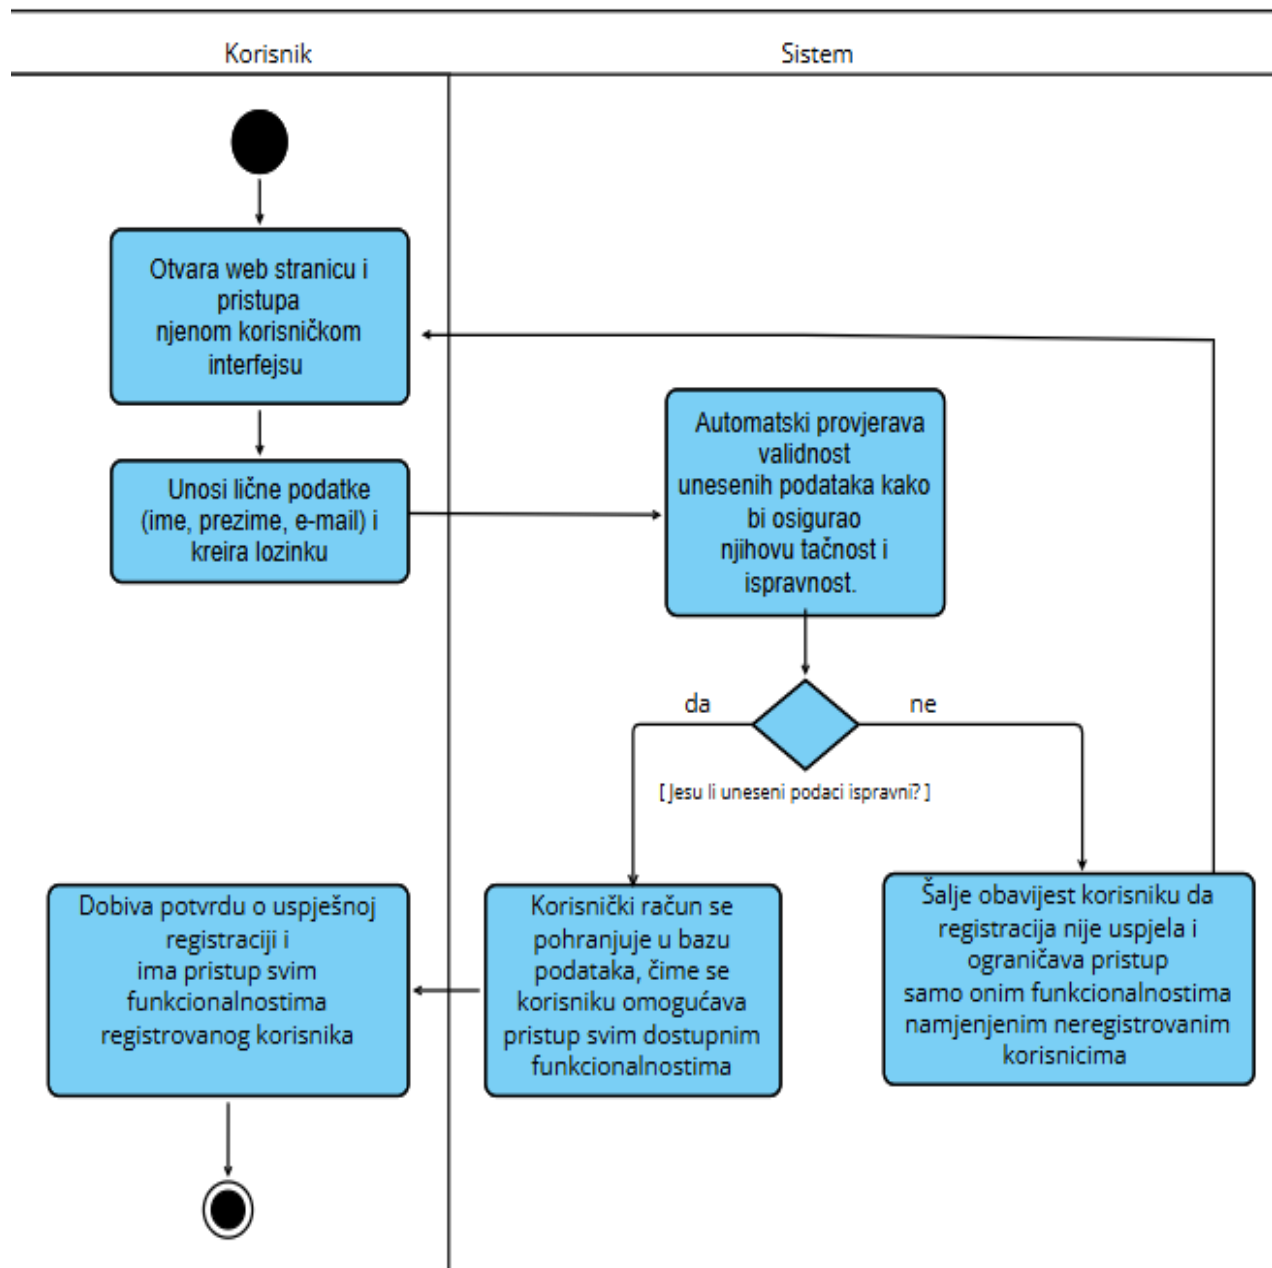 Korisnik
Sistem
Otvara web stranicu i
pristupa
njenom korisničkom
interfejsu
Unosi lične podatke
(ime, prezime, e-mail) i
kreira lozinku
Automatski provjerava
validnost
unesenih podataka kako
bi osigurao
njihovu tačnost i
ispravnost.
da
ne
[ Jesu li uneseni podaci ispravni? ]
Dobiva potvrdu o uspješnoj
registraciji i
ima pristup svim
funkcionalnostima
registrovanog korisnika
Korisnički račun se
pohranjuje u bazu
podataka, čime se
korisniku omogućava
pristup svim dostupnim
funkcionalnostima
Šalje obavijest korisniku da
registracija nije uspjela i
ograničava pristup
samo onim funkcionalnostima
namjenjenim neregistrovanim
korisnicima